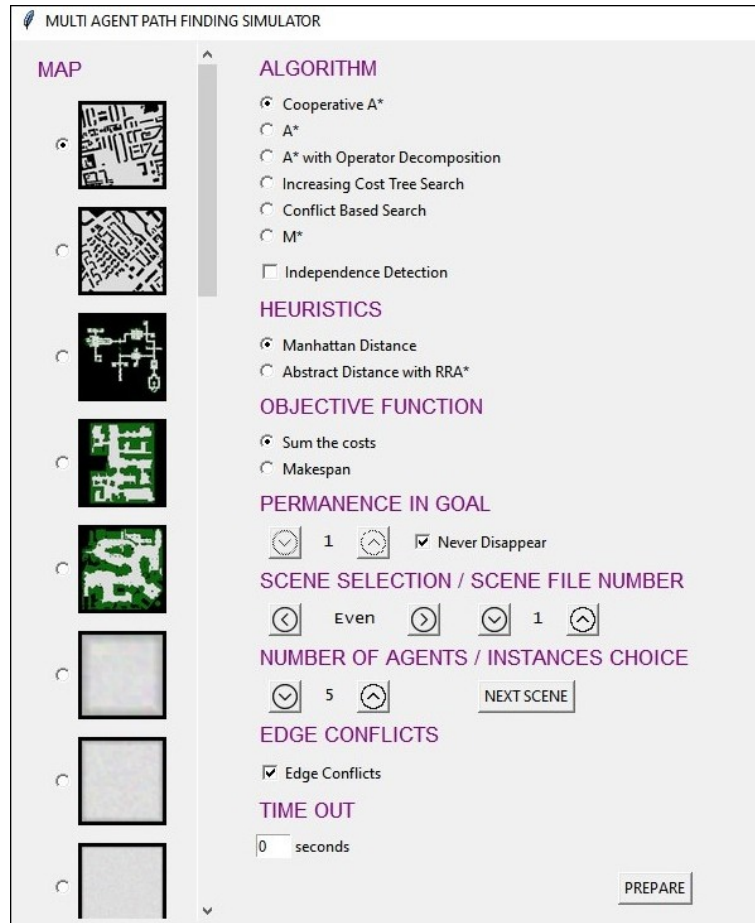 MULTI AGENT PATH FINDING SIMULATOR
MAP
ALGORITHM
Cooperative A*
A*
A* with Operator Decomposition
Increasing Cost Tree Search
Conflict Based Search
M*
Independence Detection
HEURISTICS
Manhattan Distance
Abstract Distance with RRA*
OBJECTIVE FUNCTION
Sum the costs
Makespan
PERMANENCE IN GOAL
1 Never Disappear
SCENE SELECTION / SCENE FILE NUMBER
Even 1
NUMBER OF AGENTS / INSTANCES CHOICE
5 NEXT SCENE
EDGE CONFLICTS
Edge Conflicts
TIME OUT
0 seconds
PREPARE